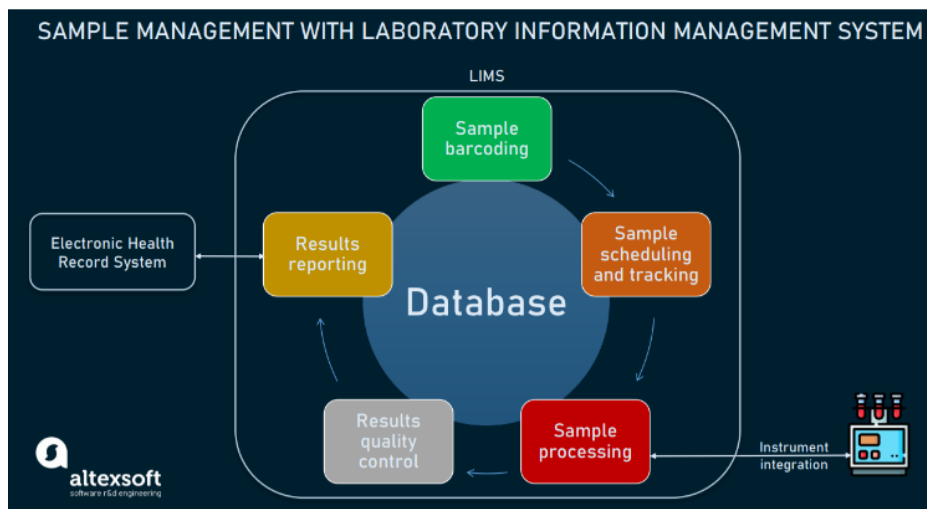 SAMPLE MANAGEMENT WITH LABORATORY INFORMATION MANAGEMENT SYSTEM
LIMS
Sample
barcoding
Electronic Health
Record System
Results
reporting
Sample
scheduling
and tracking
Database
Results
quality
control
Sample
processing
Instrument
integration
altexsoft
software r&d engineering